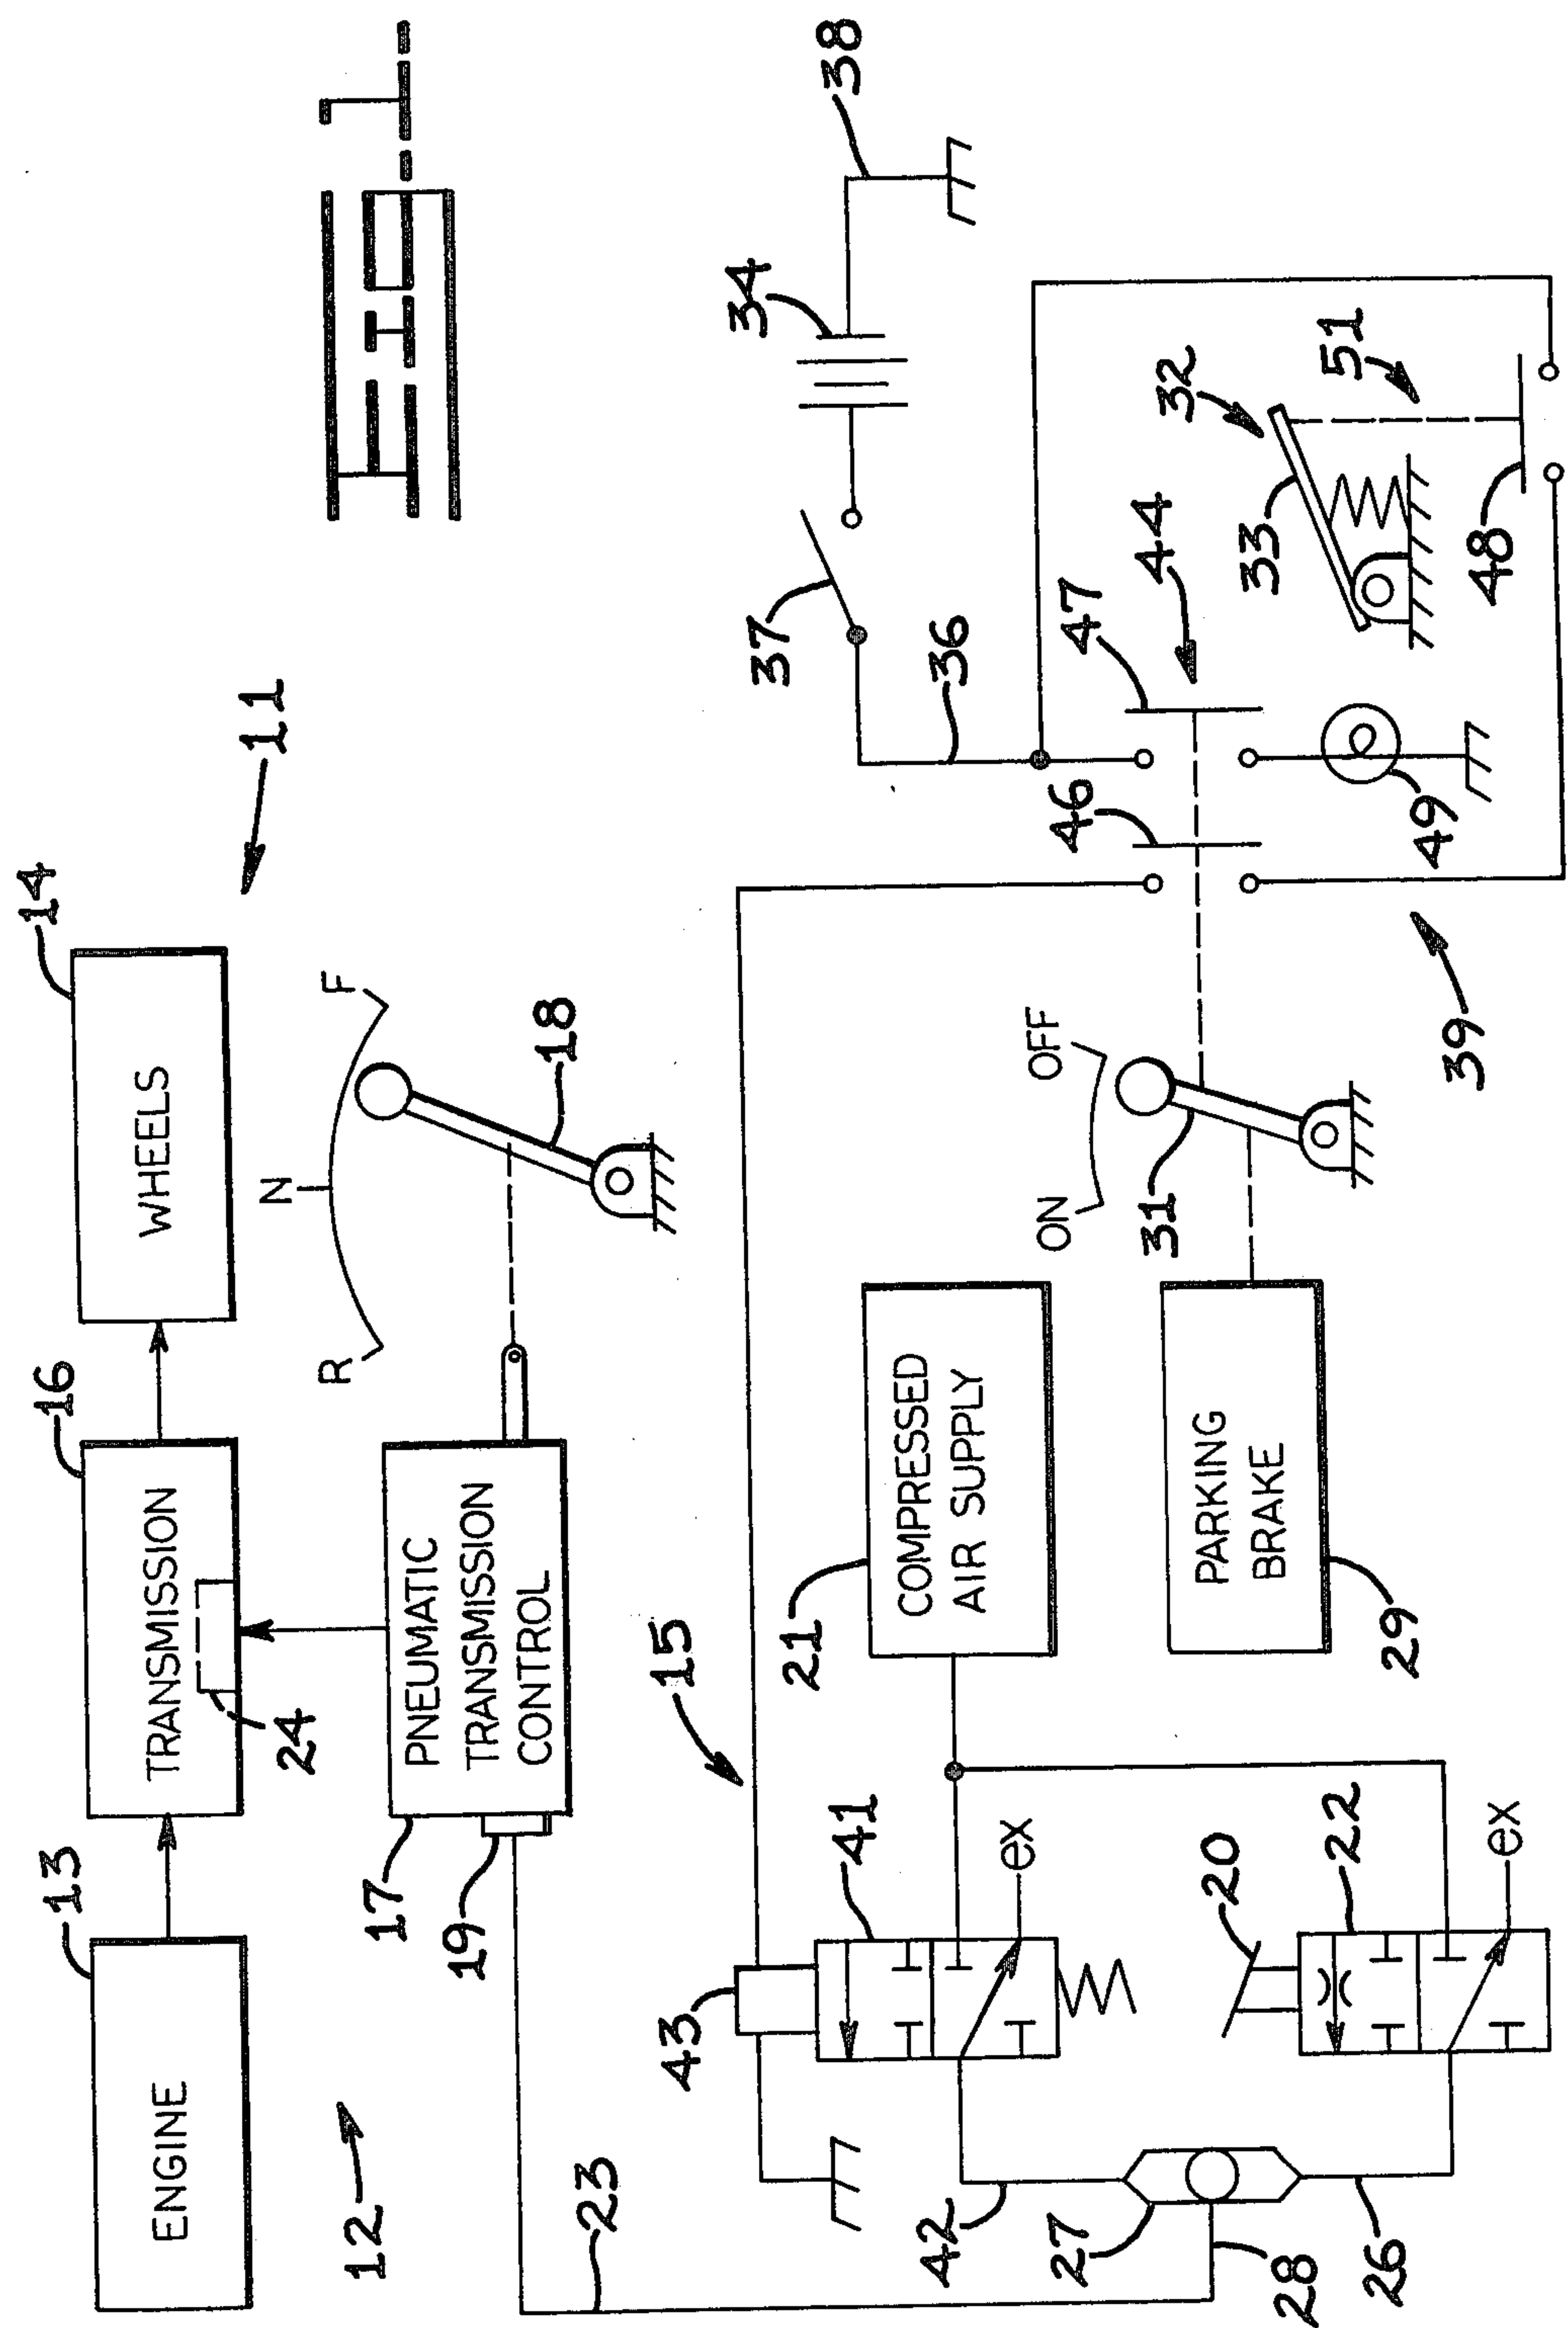 13
16
14
11
ENGINE
TRANSMISSION
WHEELS
24
12
17
PNEUMATIC
TRANSMISSION
CONTROL
19
R
N
F
18
23
15
37
34
38
43
41
ex
21
COMPRESSED
AIR SUPPLY
36
42
27
28
26
20
22
ex
PARKING
BRAKE
29
ON
OFF
31
46
47
44
39
49
32
33
51
48